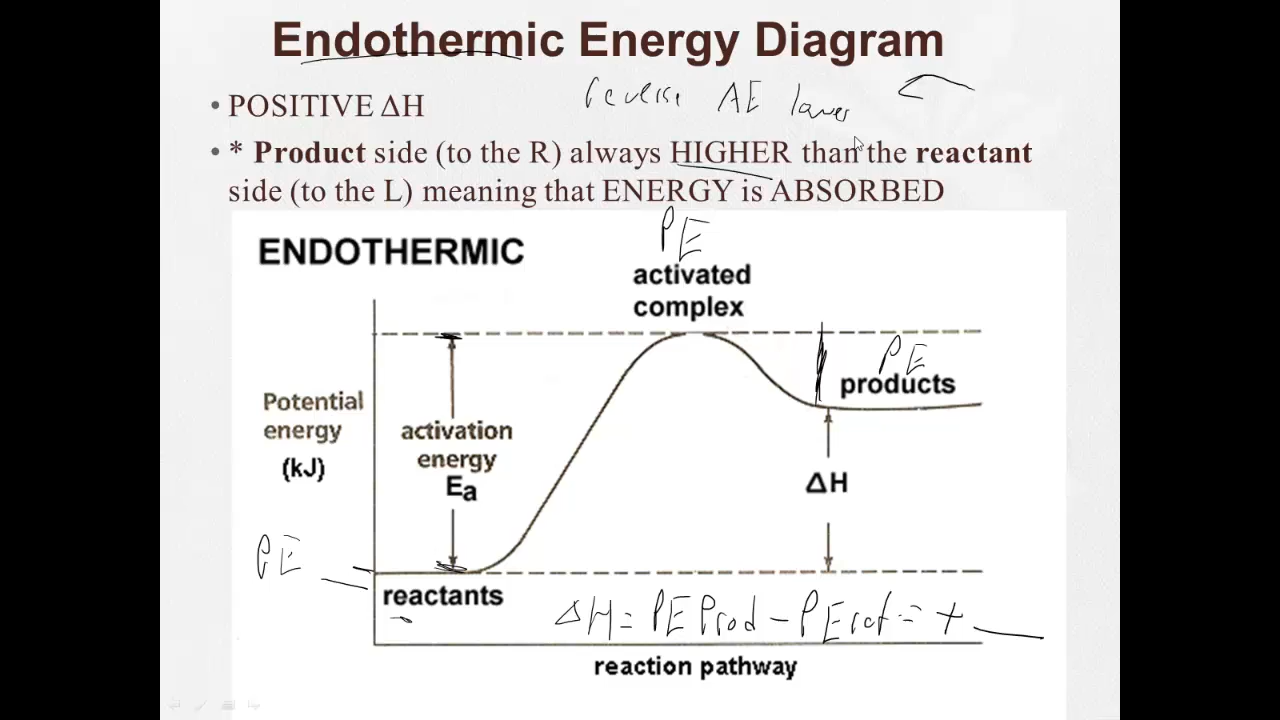 Endothermic Energy Diagram
reverse AE lower
• POSITIVE ΔH
• * Product side (to the R) always HIGHER than the reactant
side (to the L) meaning that ENERGY is ABSORBED
PE
ENDOTHERMIC
activated
complex
PE
products
Potential
energy
(kJ)
activation
energy
Ea
ΔH
PE
reactants
ΔH = PE Prod - PE rct = +
reaction pathway